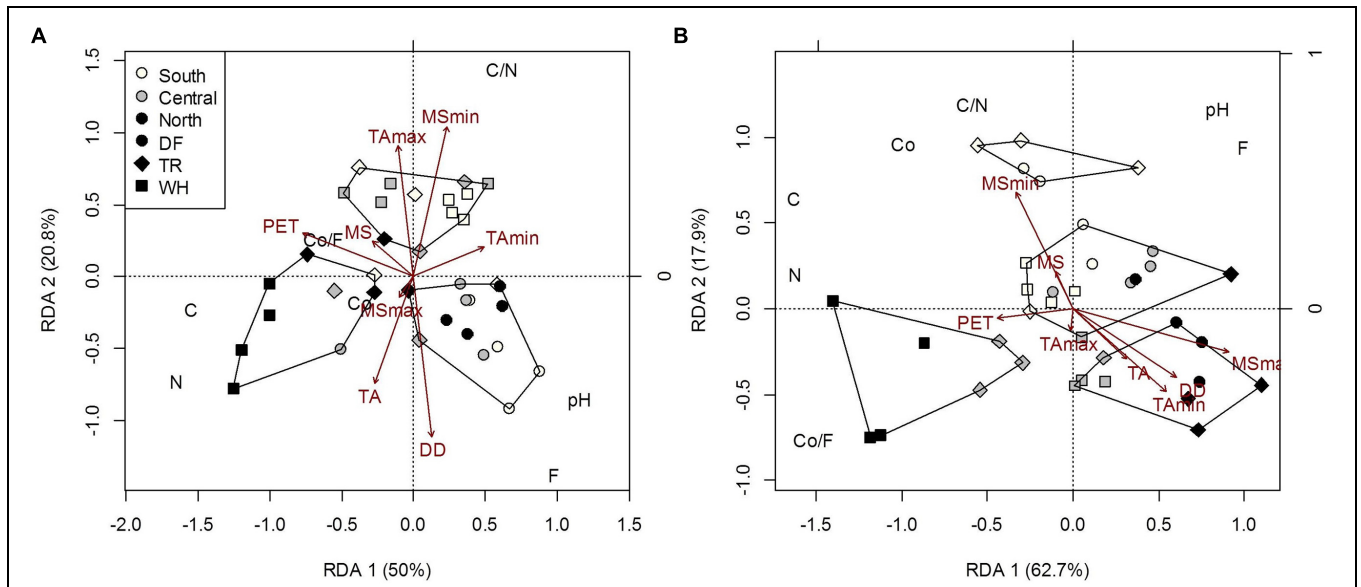 A
1.5
1.0
0.5
0.0
-0.5
-1.0
RDA 2 (20.8%)
South
Central
North
DF
TR
WH
C/N
MSmin
TAmax
PET
MS
Co/F
TAmin
0
C
Co
MSmax
N
TA
pH
DD
F
-2.0
-1.5
-1.0
-0.5
0.0
0.5
1.0
1.5
RDA 1 (50%)
B
1.0
0.5
0.0
-0.5
-1.0
RDA 2 (17.9%)
1
0
C/N
pH
Co
F
MSmin
C
MS
N
PET
TAmax
MSma
TA
DD
TAmin
Co/F
-1.5
-1.0
-0.5
0.0
0.5
1.0
RDA 1 (62.7%)